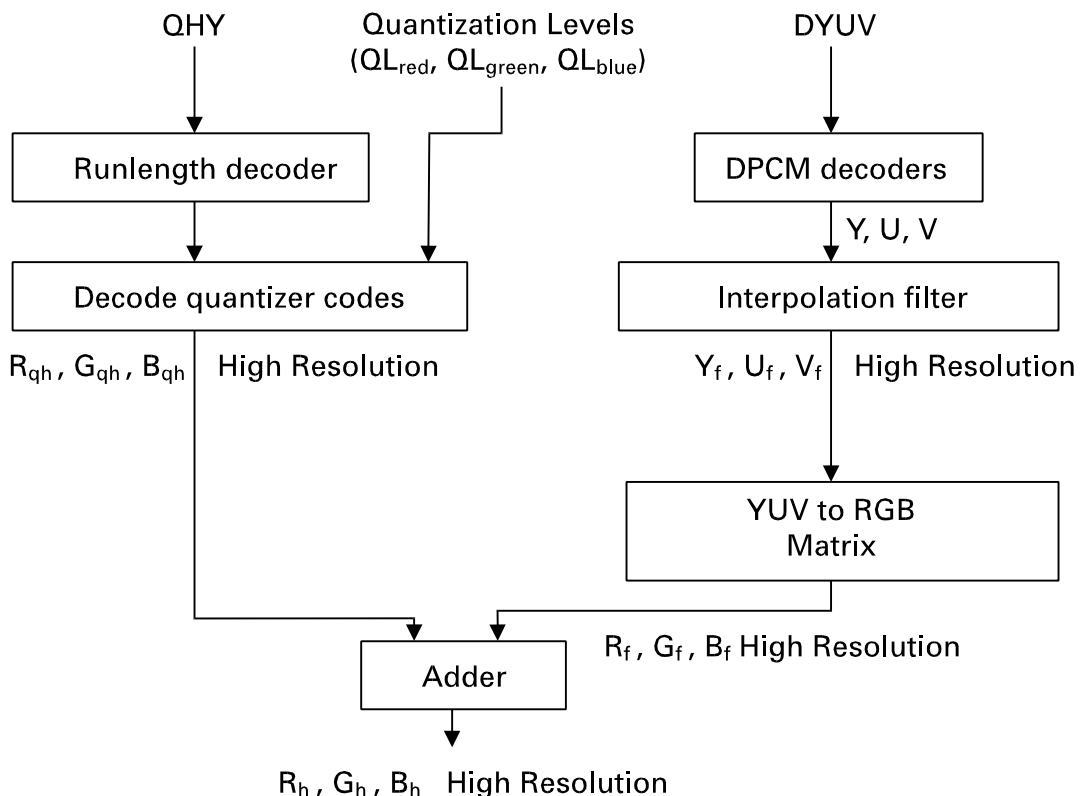 QHY
Quantization Levels
(QLred, QLgreen, QLblue)
DYUV
Runlength decoder
DPCM decoders
Y, U, V
Decode quantizer codes
Interpolation filter
Rqh , Gqh , Bqh High Resolution
Yf , Uf , Vf High Resolution
YUV to RGB
Matrix
Rf , Gf , Bf High Resolution
Adder
Rh , Gh , Bh High Resolution